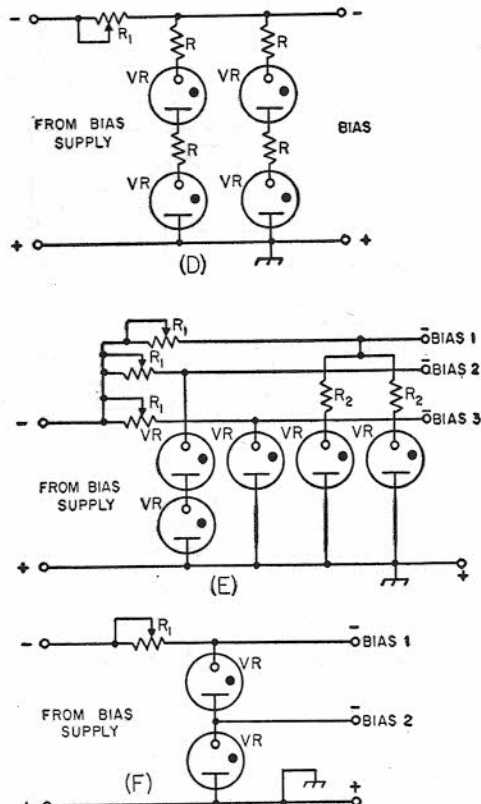 - R₁ -
R R
VR VR
FROM BIAS
SUPPLY
BIAS
R R
VR VR
+ +
(D)
R₁ - BIAS 1
R₁ - BIAS 2
R₂ R₂
- R₁ - BIAS 3
VR VR VR VR
FROM BIAS
SUPPLY
VR
+ +
(E)
- R₁ - BIAS 1
VR
FROM BIAS
SUPPLY
- BIAS 2
VR
(F)
+ +